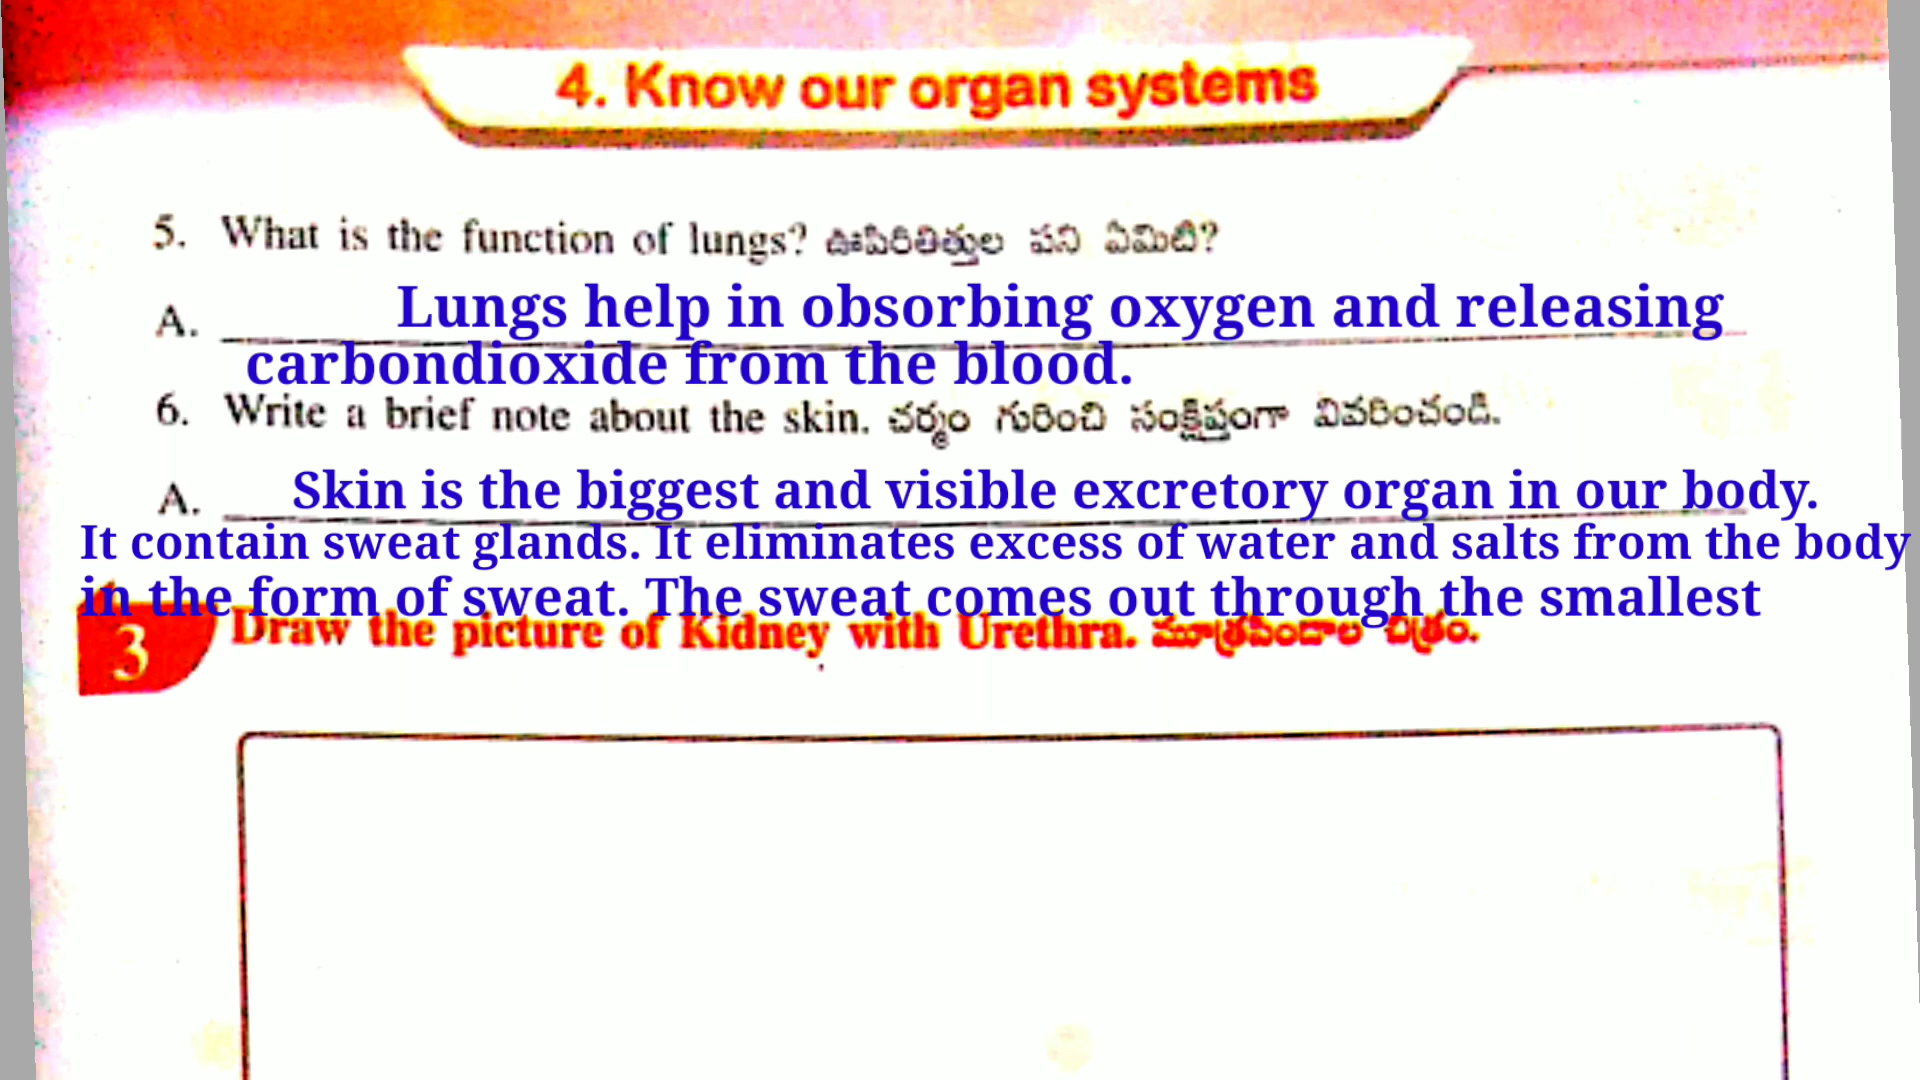 4. Know our organ systems
5. What is the function of lungs? ఊపిరితిత్తుల పని ఏమిటి?
A. Lungs help in obsorbing oxygen and releasing
carbondioxide from the blood.
6. Write a brief note about the skin. చర్మం గురించి సంక్షిప్తంగా వివరించండి.
A. Skin is the biggest and visible excretory organ in our body.
It contain sweat glands. It eliminates excess of water and salts from the body
in the form of sweat. The sweat comes out through the smallest
3 Draw the picture of Kidney with Urethra. మూత్రపిండాల చిత్రం.